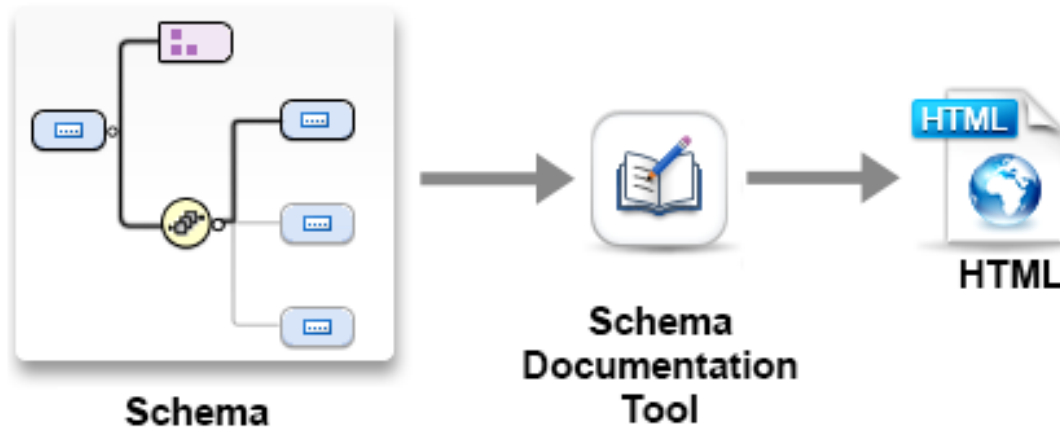 HTML
HTML
Schema
Documentation
Tool
Schema